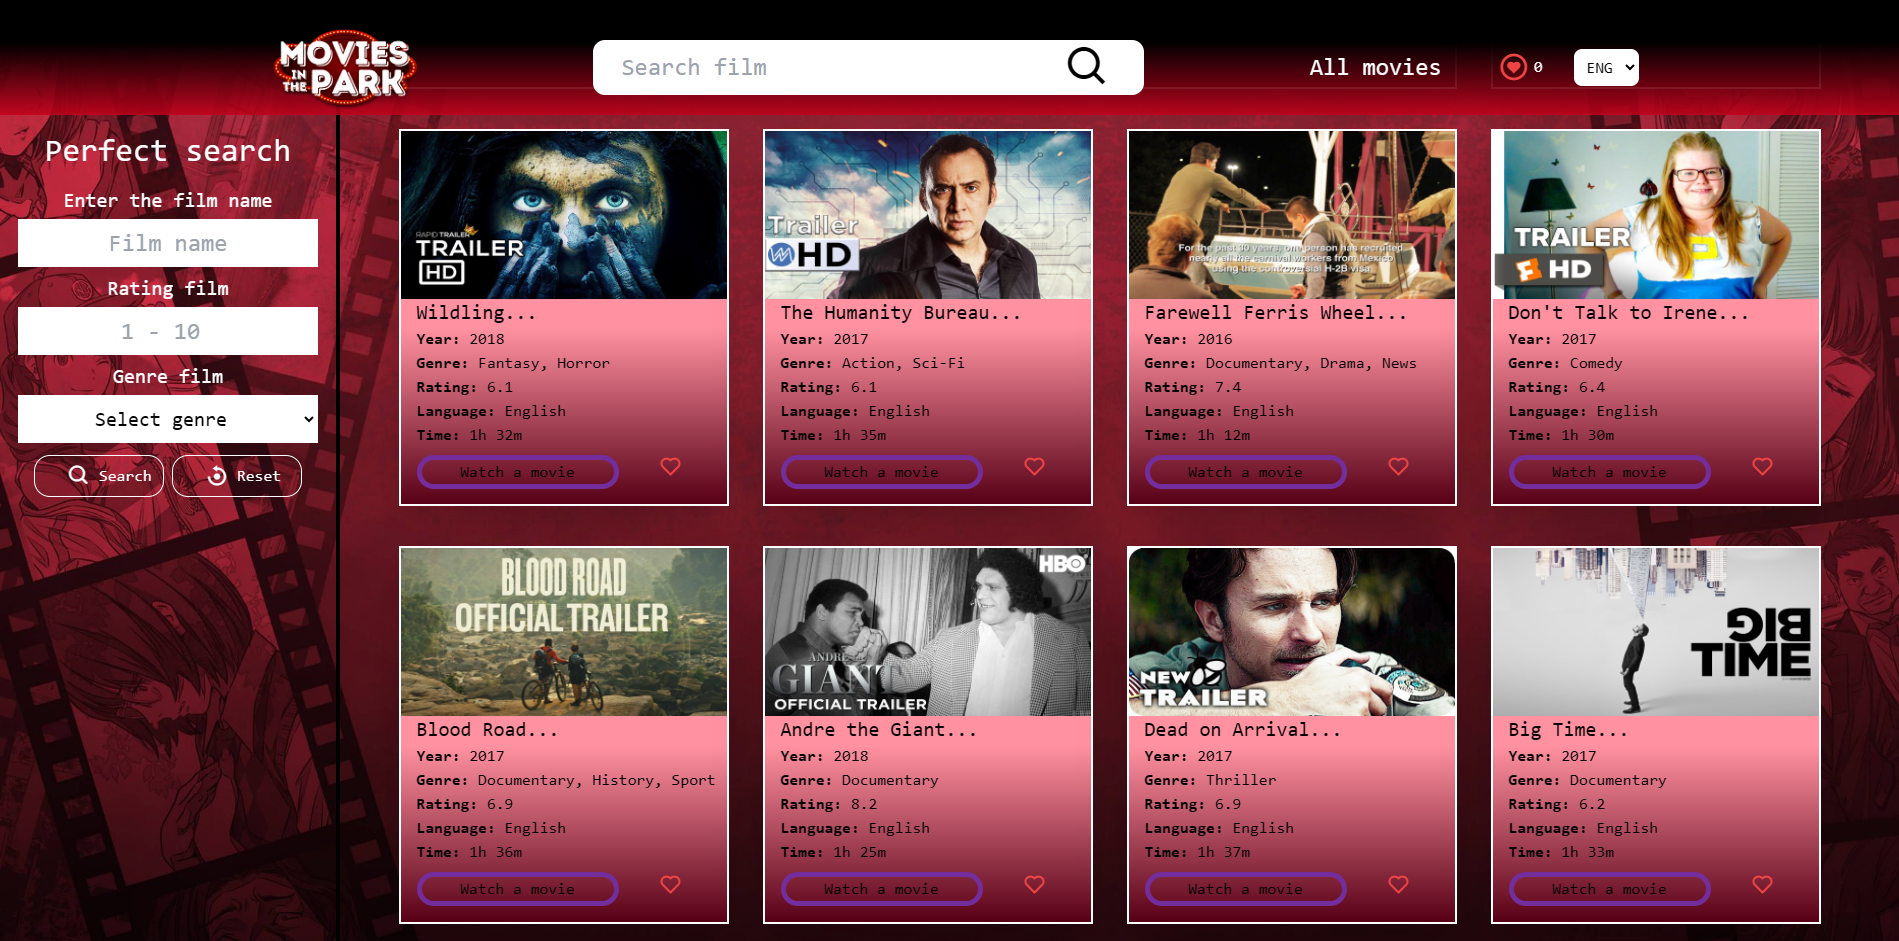 MOVIES
IN THE PARK
Search film
All movies
0
ENG
Perfect search
Enter the film name
Film name
Rating film
1 - 10
Genre film
Select genre
Search
Reset
RAPID TRAILER
TRAILER
HD
Wildling...
Year: 2018
Genre: Fantasy, Horror
Rating: 6.1
Language: English
Time: 1h 32m
Watch a movie
Trailer
HD
The Humanity Bureau...
Year: 2017
Genre: Action, Sci-Fi
Rating: 6.1
Language: English
Time: 1h 35m
Watch a movie
For the past 30 years, one person has recruited
nearly all the carnival workers from Mexico
using the controversial H-2B visa
Farewell Ferris Wheel...
Year: 2016
Genre: Documentary, Drama, News
Rating: 7.4
Language: English
Time: 1h 12m
Watch a movie
TRAILER
F HD
Don't Talk to Irene...
Year: 2017
Genre: Comedy
Rating: 6.4
Language: English
Time: 1h 30m
Watch a movie
BLOOD ROAD
OFFICIAL TRAILER
Blood Road...
Year: 2017
Genre: Documentary, History, Sport
Rating: 6.9
Language: English
Time: 1h 36m
Watch a movie
HBO
ANDRE
GIANT
OFFICIAL TRAILER
Andre the Giant...
Year: 2018
Genre: Documentary
Rating: 8.2
Language: English
Time: 1h 25m
Watch a movie
NEW
TRAILER
Dead on Arrival...
Year: 2017
Genre: Thriller
Rating: 6.9
Language: English
Time: 1h 37m
Watch a movie
BIG
TIME
Big Time...
Year: 2017
Genre: Documentary
Rating: 6.2
Language: English
Time: 1h 33m
Watch a movie